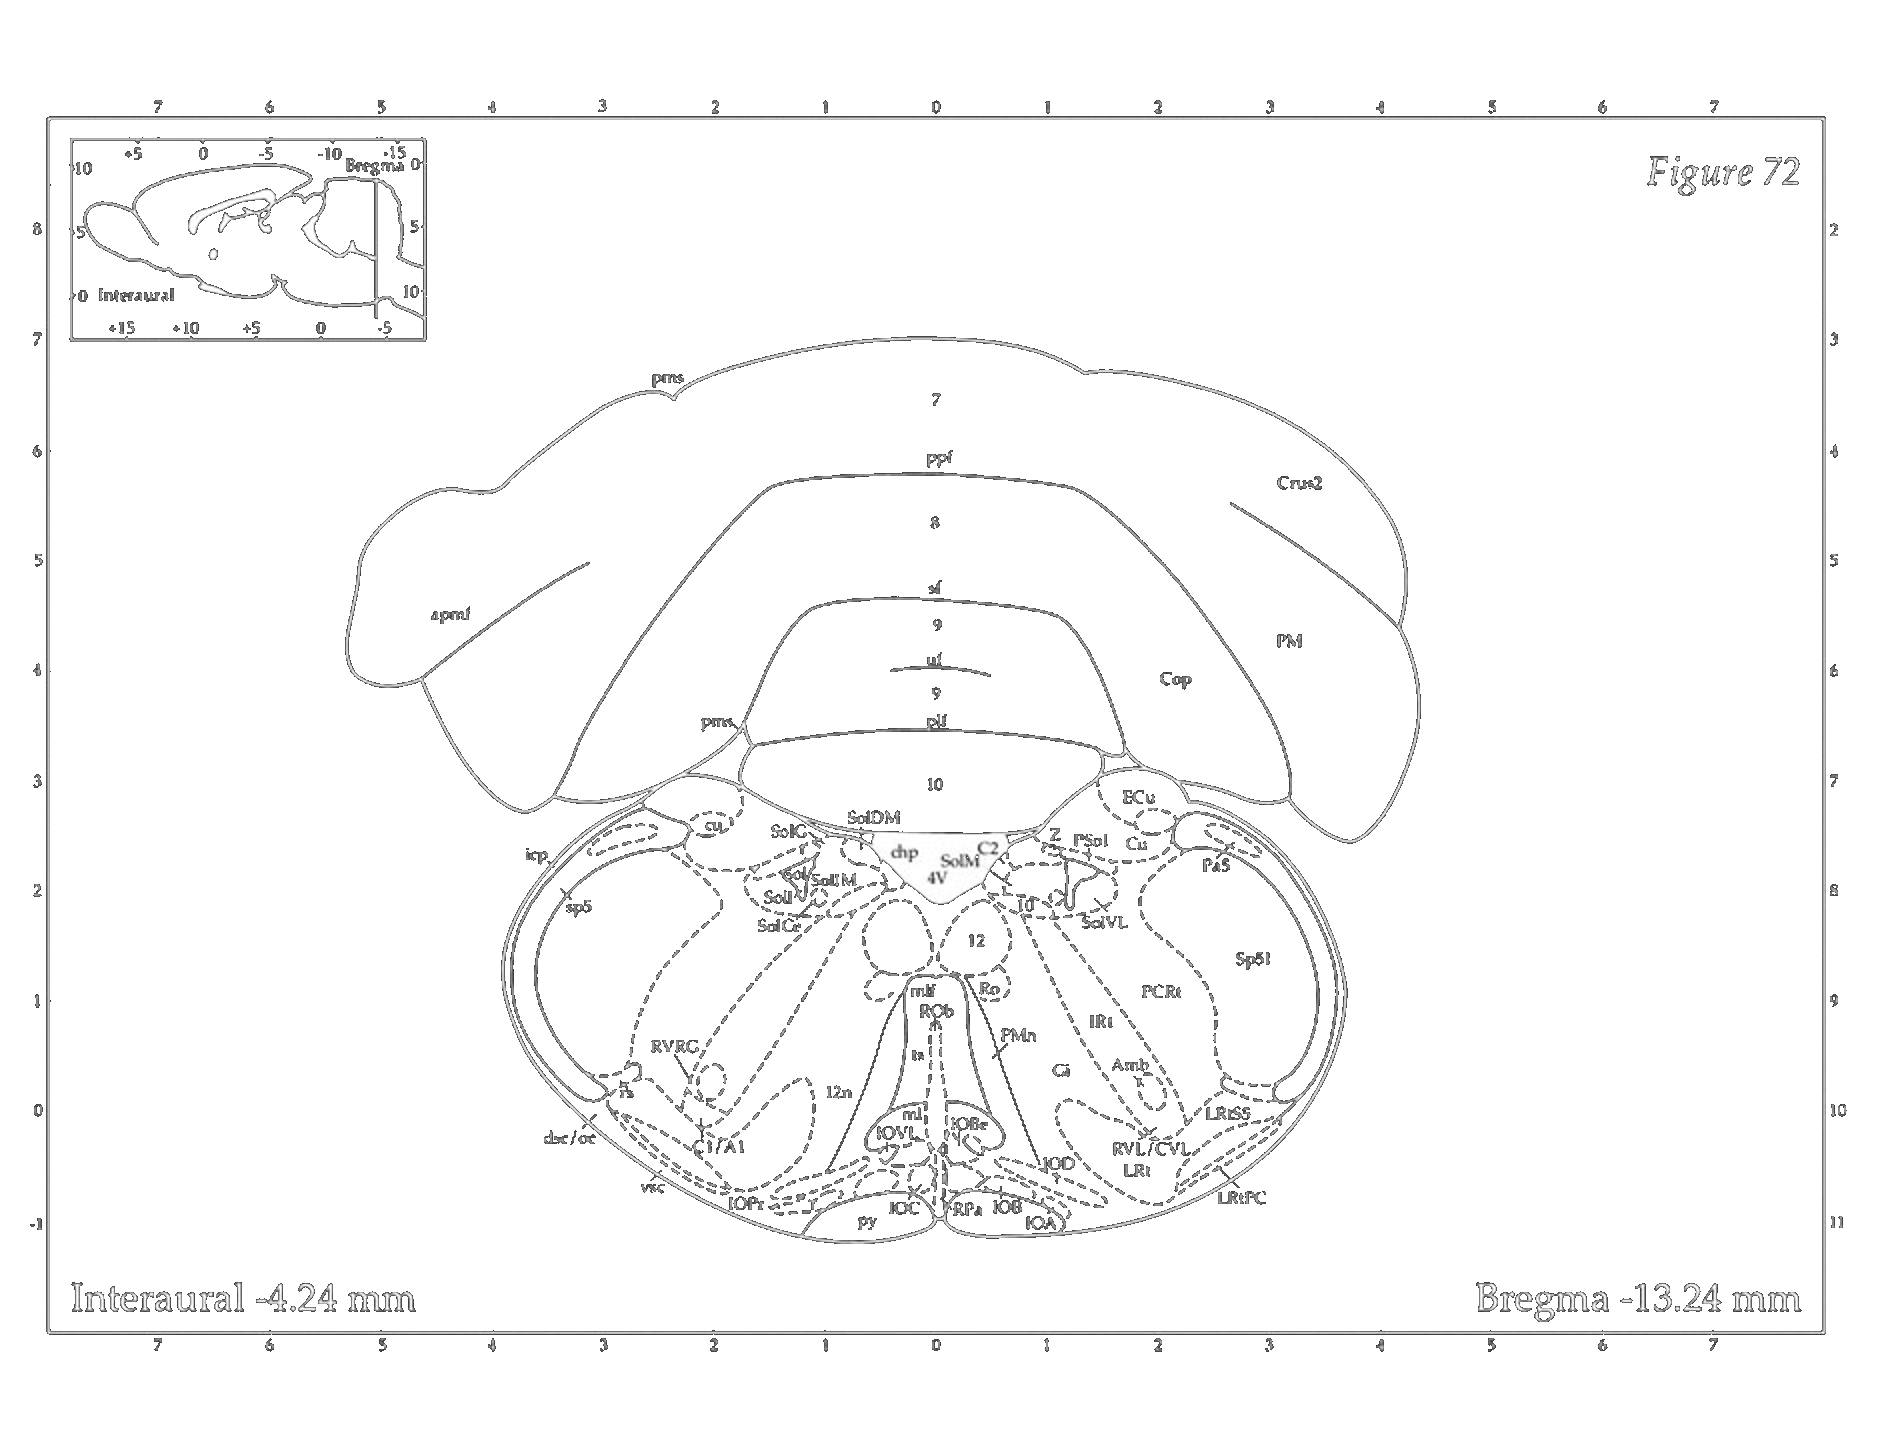 7 6 5 4 3 2 1 0 1 2 3 4 5 6 7
+5 0 -5 -10 -15
Bregma 0
10
5 5
10
0 Interaural
+15 +10 +5 0 -5
Figure 72
8 2
7 3
pms
7
6 4
ppf
Crus2
8
5 5
sf
apmf
9
PM
uf
4 6
Cop
9
pms
plf
3 7
10
ECu
cu
SolG
SolDM
Z
PSol
Cu
icp
chp
C2
SolM
Pa5
4V
2 8
sol
SolIM
SolI
sp5
10
SolCe
SolVL
12
Sp5I
1 9
mlf
Ro
PCRt
ROb
IRt
RVRG
PMn
ts
Gi
Amb
rs
12n
0 10
ml
LRtS5
IOBe
dsc/oc
IOVL
C1/A1
RVL/CVL
IOD
LRt
vsc
LRtPC
IOPr
IOC
RPa
IOB
py
IOA
-1 11
Interaural -4.24 mm
Bregma -13.24 mm
7 6 5 4 3 2 1 0 1 2 3 4 5 6 7